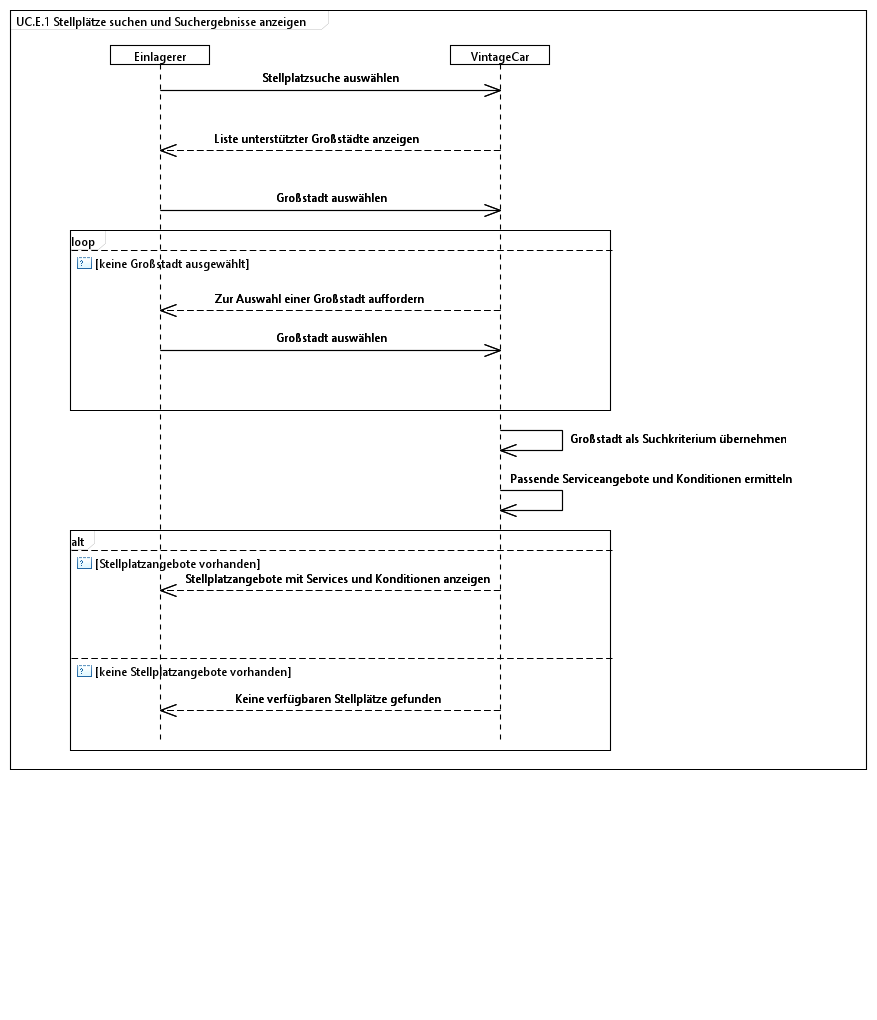 UC.E.1 Stellplätze suchen und Suchergebnisse anzeigen
Einlagerer
VintageCar
Stellplatzsuche auswählen
Liste unterstützter Großstädte anzeigen
Großstadt auswählen
loop
? [keine Großstadt ausgewählt]
Zur Auswahl einer Großstadt auffordern
Großstadt auswählen
Großstadt als Suchkriterium übernehmen
Passende Serviceangebote und Konditionen ermitteln
alt
? [Stellplatzangebote vorhanden]
Stellplatzangebote mit Services und Konditionen anzeigen
? [keine Stellplatzangebote vorhanden]
Keine verfügbaren Stellplätze gefunden